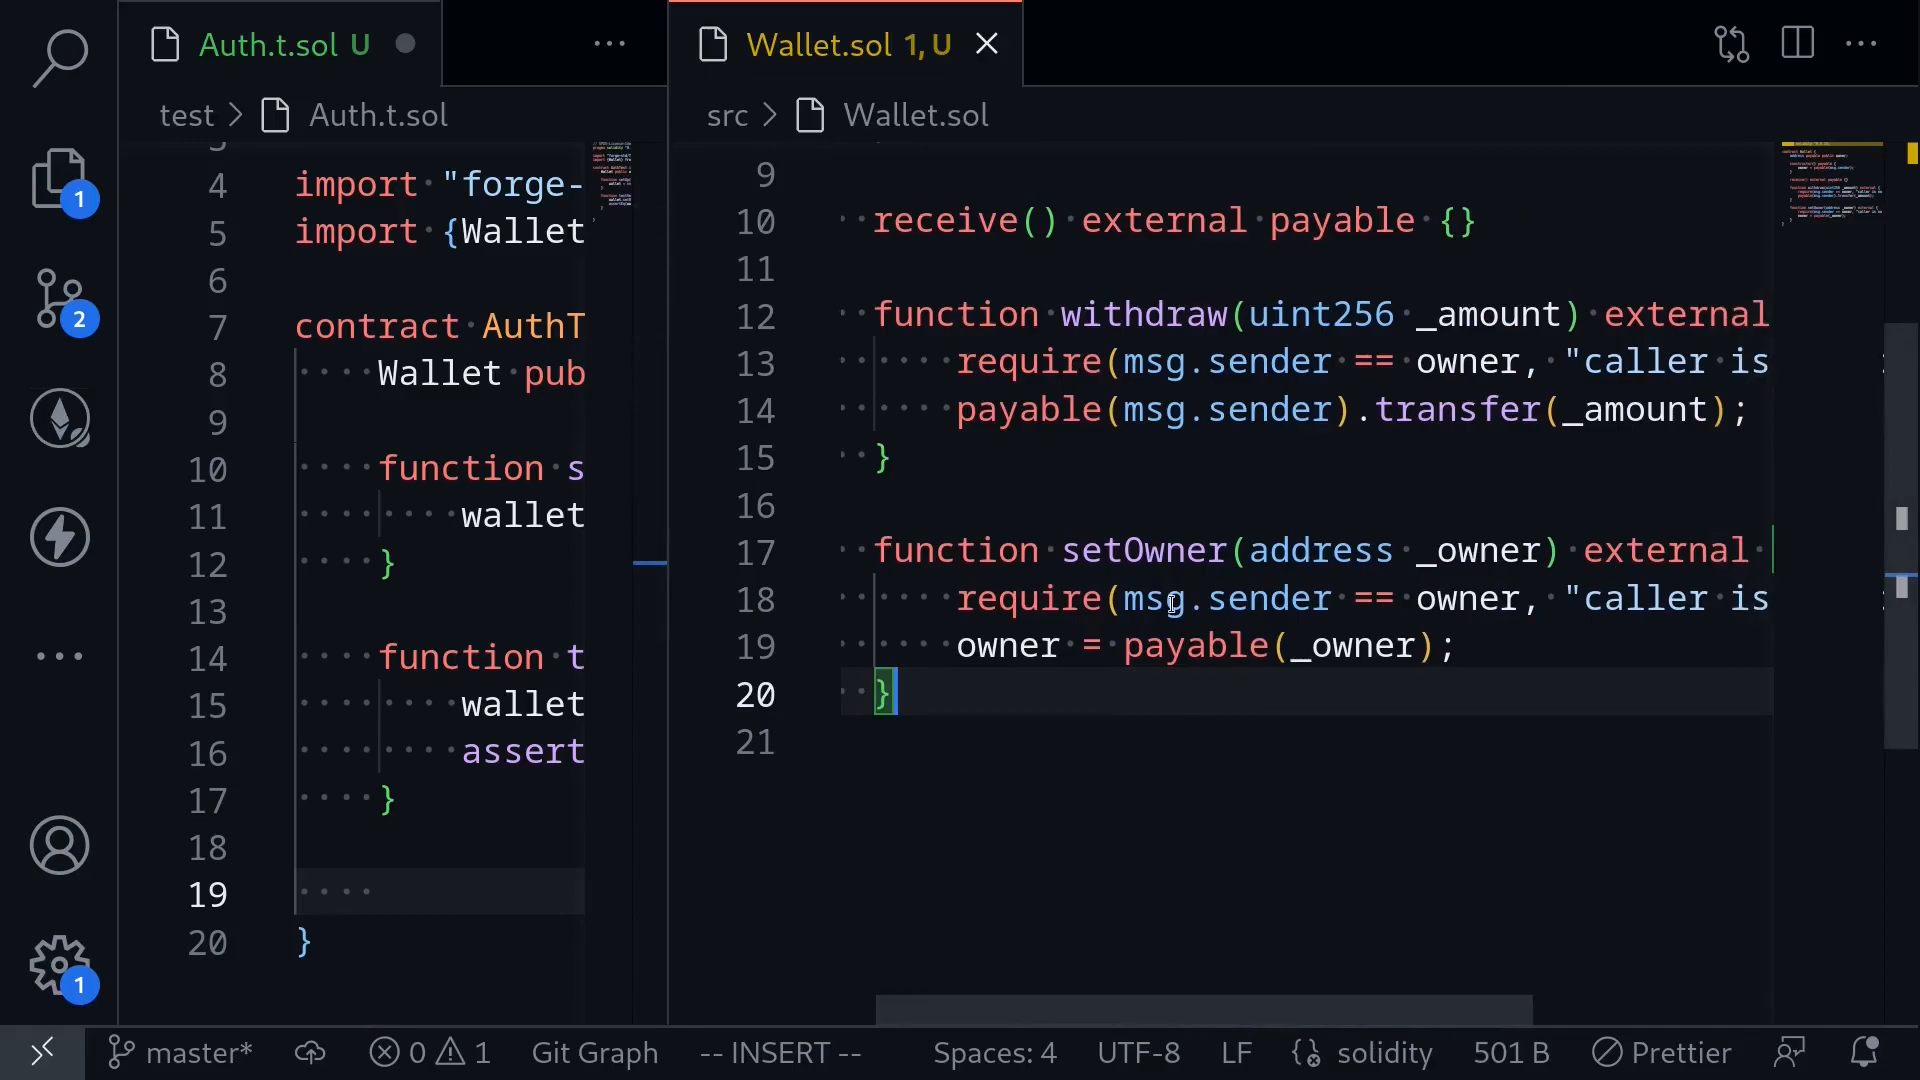 Auth.t.sol U
Wallet.sol 1, U
test > Auth.t.sol
src > Wallet.sol
4 import "forge-
5 import {Wallet
6
7 contract AuthT
8 Wallet pub
9
10 function s
11 wallet
12 }
13
14 function t
15 wallet
16 assert
17 }
18
19
20 }
9
10 receive() external payable {}
11
12 function withdraw(uint256 _amount) external
13 require(msg.sender == owner, "caller is
14 payable(msg.sender).transfer(_amount);
15 }
16
17 function setOwner(address _owner) external
18 require(msg.sender == owner, "caller is
19 owner = payable(_owner);
20 }
21
1
2
1
master* 0 1 Git Graph -- INSERT -- Spaces: 4 UTF-8 LF solidity 501 B Prettier